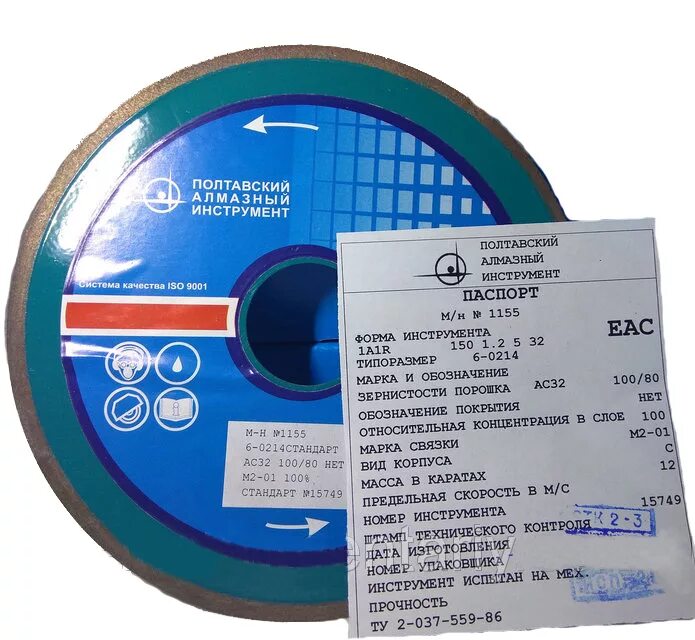 ПОЛТАВСКИЙ
АЛМАЗНЫЙ
ИНСТРУМЕНТ
Система качества ISO 9001
М-Н №1155
6-0214СТАНДАРТ
АС32 100/80 НЕТ
М2-01 100%
СТАНДАРТ №15749
ПОЛТАВСКИЙ
АЛМАЗНЫЙ
ИНСТРУМЕНТ
ПАСПОРТ
М/н № 1155
ФОРМА ИНСТРУМЕНТА
EAC
1A1R 150 1.2 5 32
ТИПОРАЗМЕР 6-0214
МАРКА И ОБОЗНАЧЕНИЕ
ЗЕРНИСТОСТИ ПОРОШКА АС32 100/80
ОБОЗНАЧЕНИЕ ПОКРЫТИЯ НЕТ
ОТНОСИТЕЛЬНАЯ КОНЦЕНТРАЦИЯ В СЛОЕ 100
МАРКА СВЯЗКИ М2-01
ВИД КОРПУСА С
МАССА В КАРАТАХ 12
ПРЕДЕЛЬНАЯ СКОРОСТЬ В М/С
НОМЕР ИНСТРУМЕНТА 15749
ШТАМП ТЕХНИЧЕСКОГО КОНТРОЛЯ
ДАТА ИЗГОТОВЛЕНИЯ
НОМЕР УПАКОВЩИКА
ИНСТРУМЕНТ ИСПЫТАН НА МЕХ.
ПРОЧНОСТЬ
ТУ 2-037-559-86